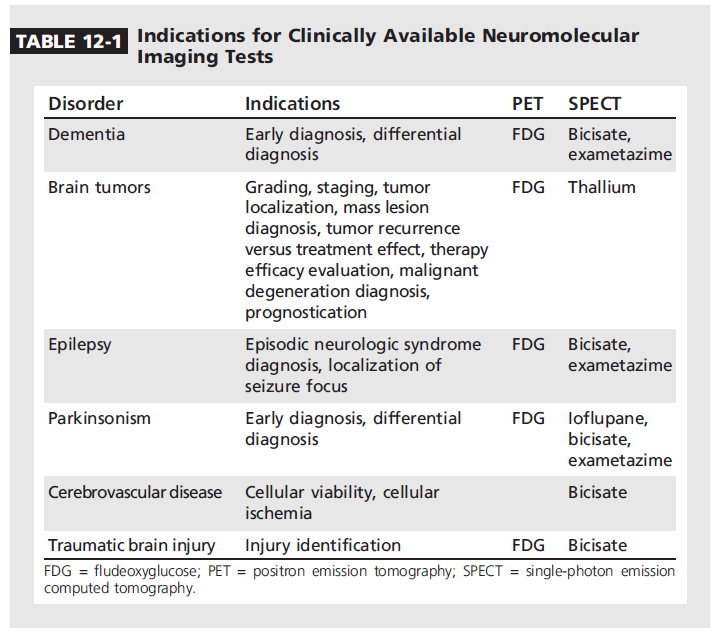 TABLE 12-1 Indications for Clinically Available Neuromolecular
Imaging Tests
Disorder Indications PET SPECT
Dementia Early diagnosis, differential FDG Bicisate,
diagnosis exametazime
Brain tumors Grading, staging, tumor FDG Thallium
localization, mass lesion
diagnosis, tumor recurrence
versus treatment effect, therapy
efficacy evaluation, malignant
degeneration diagnosis,
prognostication
Epilepsy Episodic neurologic syndrome FDG Bicisate,
diagnosis, localization of exametazime
seizure focus
Parkinsonism Early diagnosis, differential FDG Ioflupane,
diagnosis bicisate,
exametazime
Cerebrovascular disease Cellular viability, cellular Bicisate
ischemia
Traumatic brain injury Injury identification FDG Bicisate
FDG = fludeoxyglucose; PET = positron emission tomography; SPECT = single-photon emission
computed tomography.